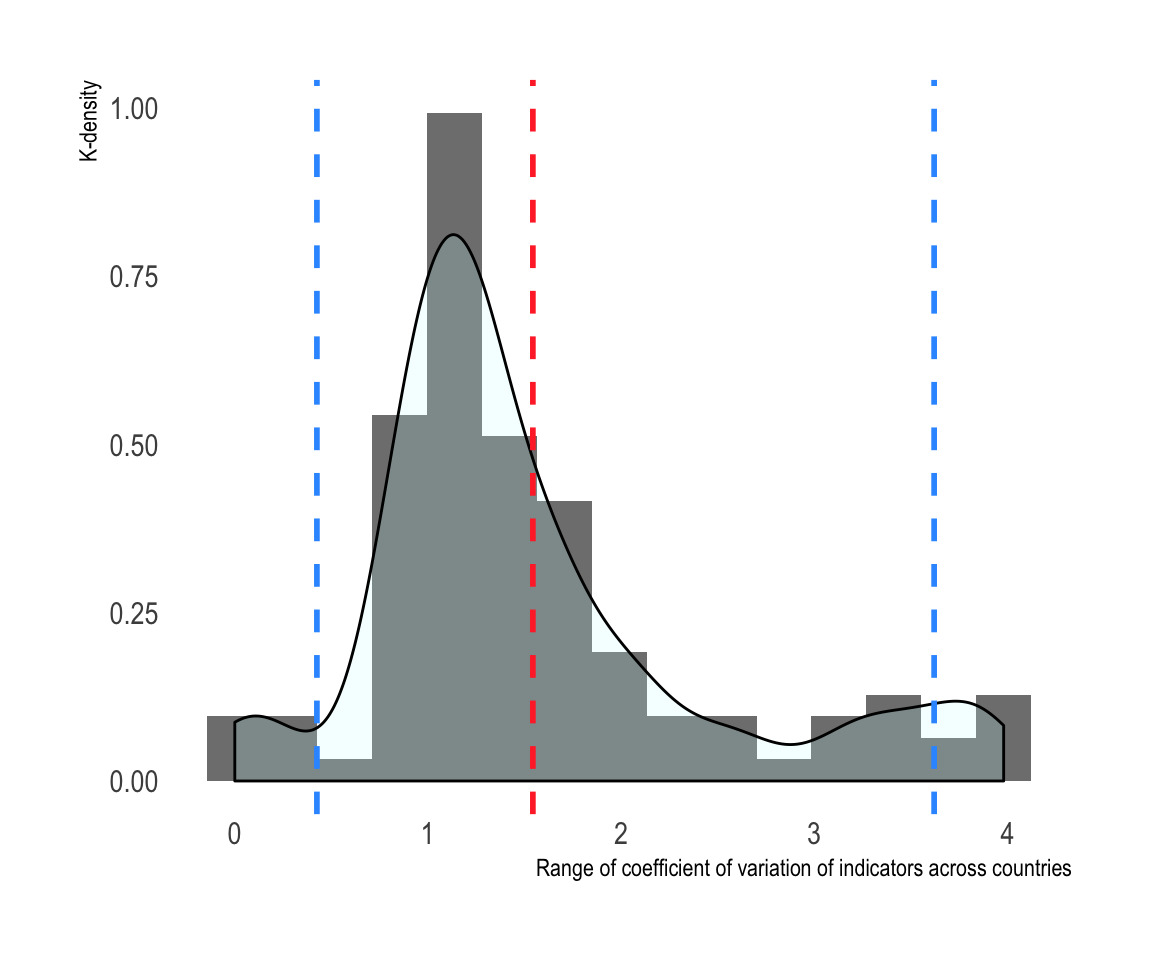 K-density
1.00
0.75
0.50
0.25
0.00
0 1 2 3 4
Range of coefficient of variation of indicators across countries